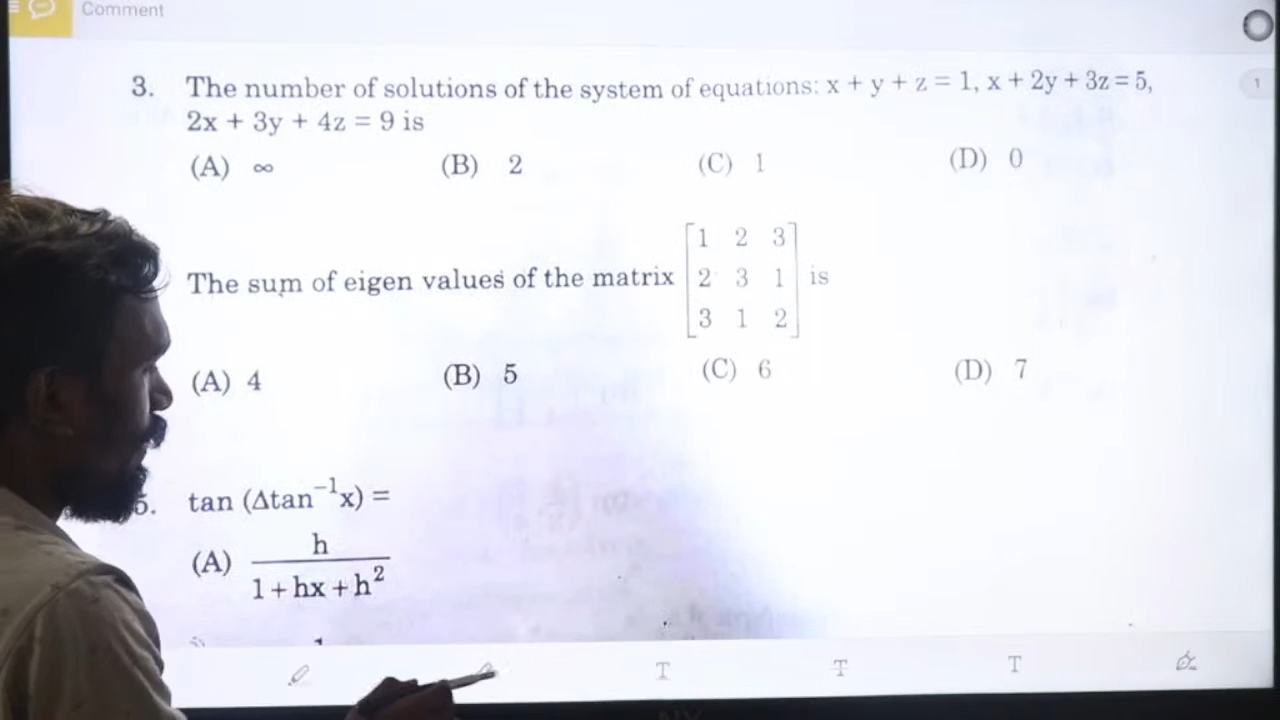 Comment
3. The number of solutions of the system of equations: x + y + z = 1, x + 2y + 3z = 5,
2x + 3y + 4z = 9 is
(A) ∞ (B) 2 (C) 1 (D) 0
1
The sum of eigen values of the matrix [1 2 3
2 3 1
3 1 2] is
(A) 4 (B) 5 (C) 6 (D) 7
5. tan (Δtan⁻¹x) =
(A) h
1 + hx + h²
T T T